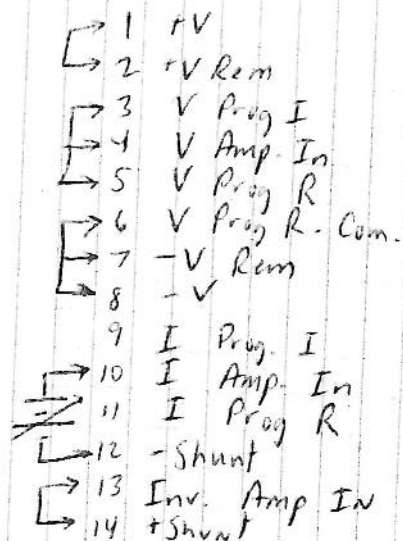 1 +V
2 +V Rem
3 V Prog I
4 V Amp. In
5 V Prog R
6 V Prog R. Com.
7 -V Rem
8 -V
9 I Prog. I
10 I Amp. In
11 I Prog R
12 -Shunt
13 Inv. Amp IN
14 +Shunt